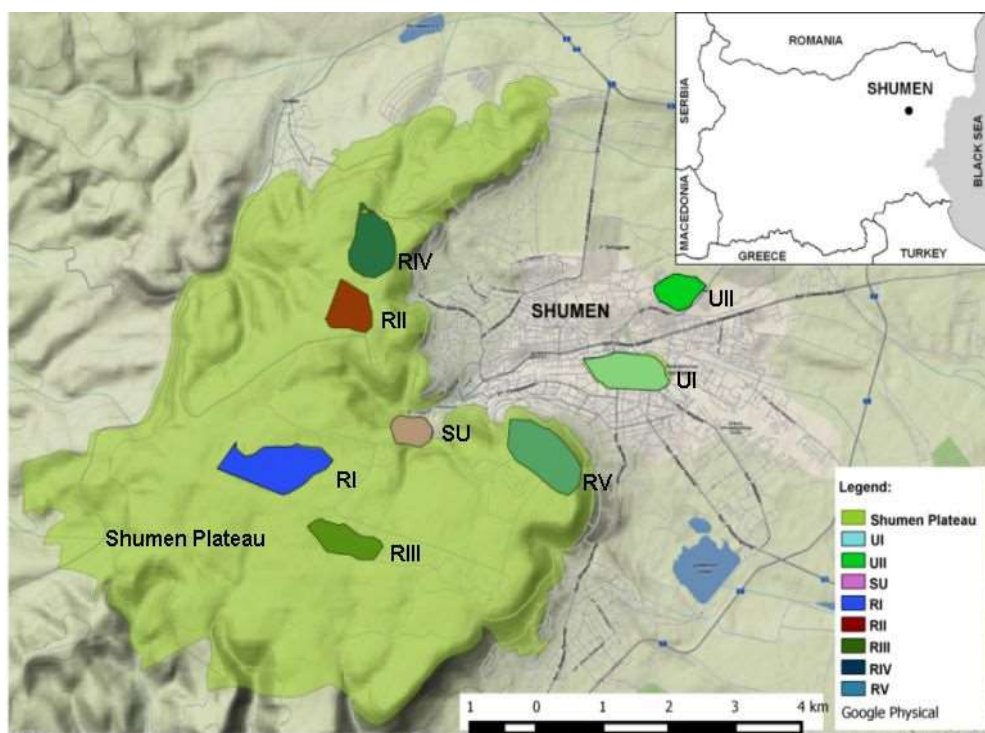 ROMANIA
SERBIA
SHUMEN
BLACK SEA
MACEDONIA
GREECE
TURKEY
RIV
RII
SHUMEN
UII
UI
SU
RI
RV
Shumen Plateau
RIII
Legend:
Shumen Plateau
UI
UII
SU
RI
RII
RIII
RIV
RV
Google Physical
1 0 1 2 3 4 km